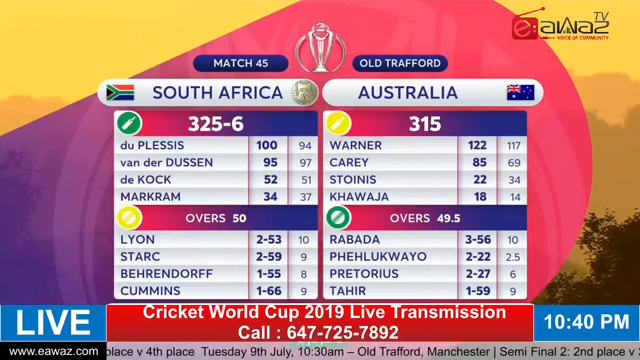 eawaz TV
VOICE OF COMMUNITY
MATCH 45
OLD TRAFFORD
SOUTH AFRICA
AUSTRALIA
325-6
315
du PLESSIS 100 94
WARNER 122 117
van der DUSSEN 95 97
CAREY 85 69
de KOCK 52 51
STOINIS 22 34
MARKRAM 34 37
KHAWAJA 18 14
OVERS 50
OVERS 49.5
LYON 2-53 10
RABADA 3-56 10
STARC 2-59 9
PHEHLUKWAYO 2-22 2.5
BEHRENDORFF 1-55 8
PRETORIUS 2-27 6
CUMMINS 1-66 9
TAHIR 1-59 9
LIVE
Cricket World Cup 2019 Live Transmission
Call : 647-725-7892
10:40 PM
www.eawaz.com place v 4th place Tuesday 9th July, 10:30am – Old Trafford, Manchester | Semi Final 2: 2nd place